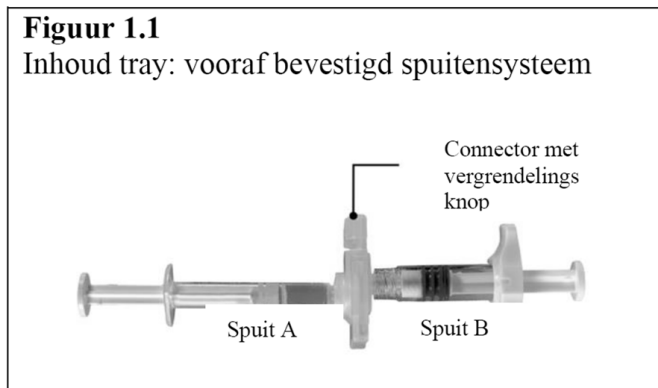 Figuur 1.1
Inhoud tray: vooraf bevestigd spuitensysteem
Connector met
vergrendelings
knop
Spuit A
Spuit B